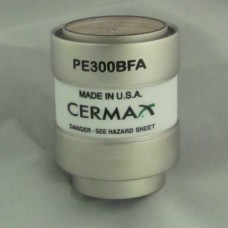 PE300BFA
MADE IN U.S.A.
CERMAX
DANGER - SEE HAZARD SHEET